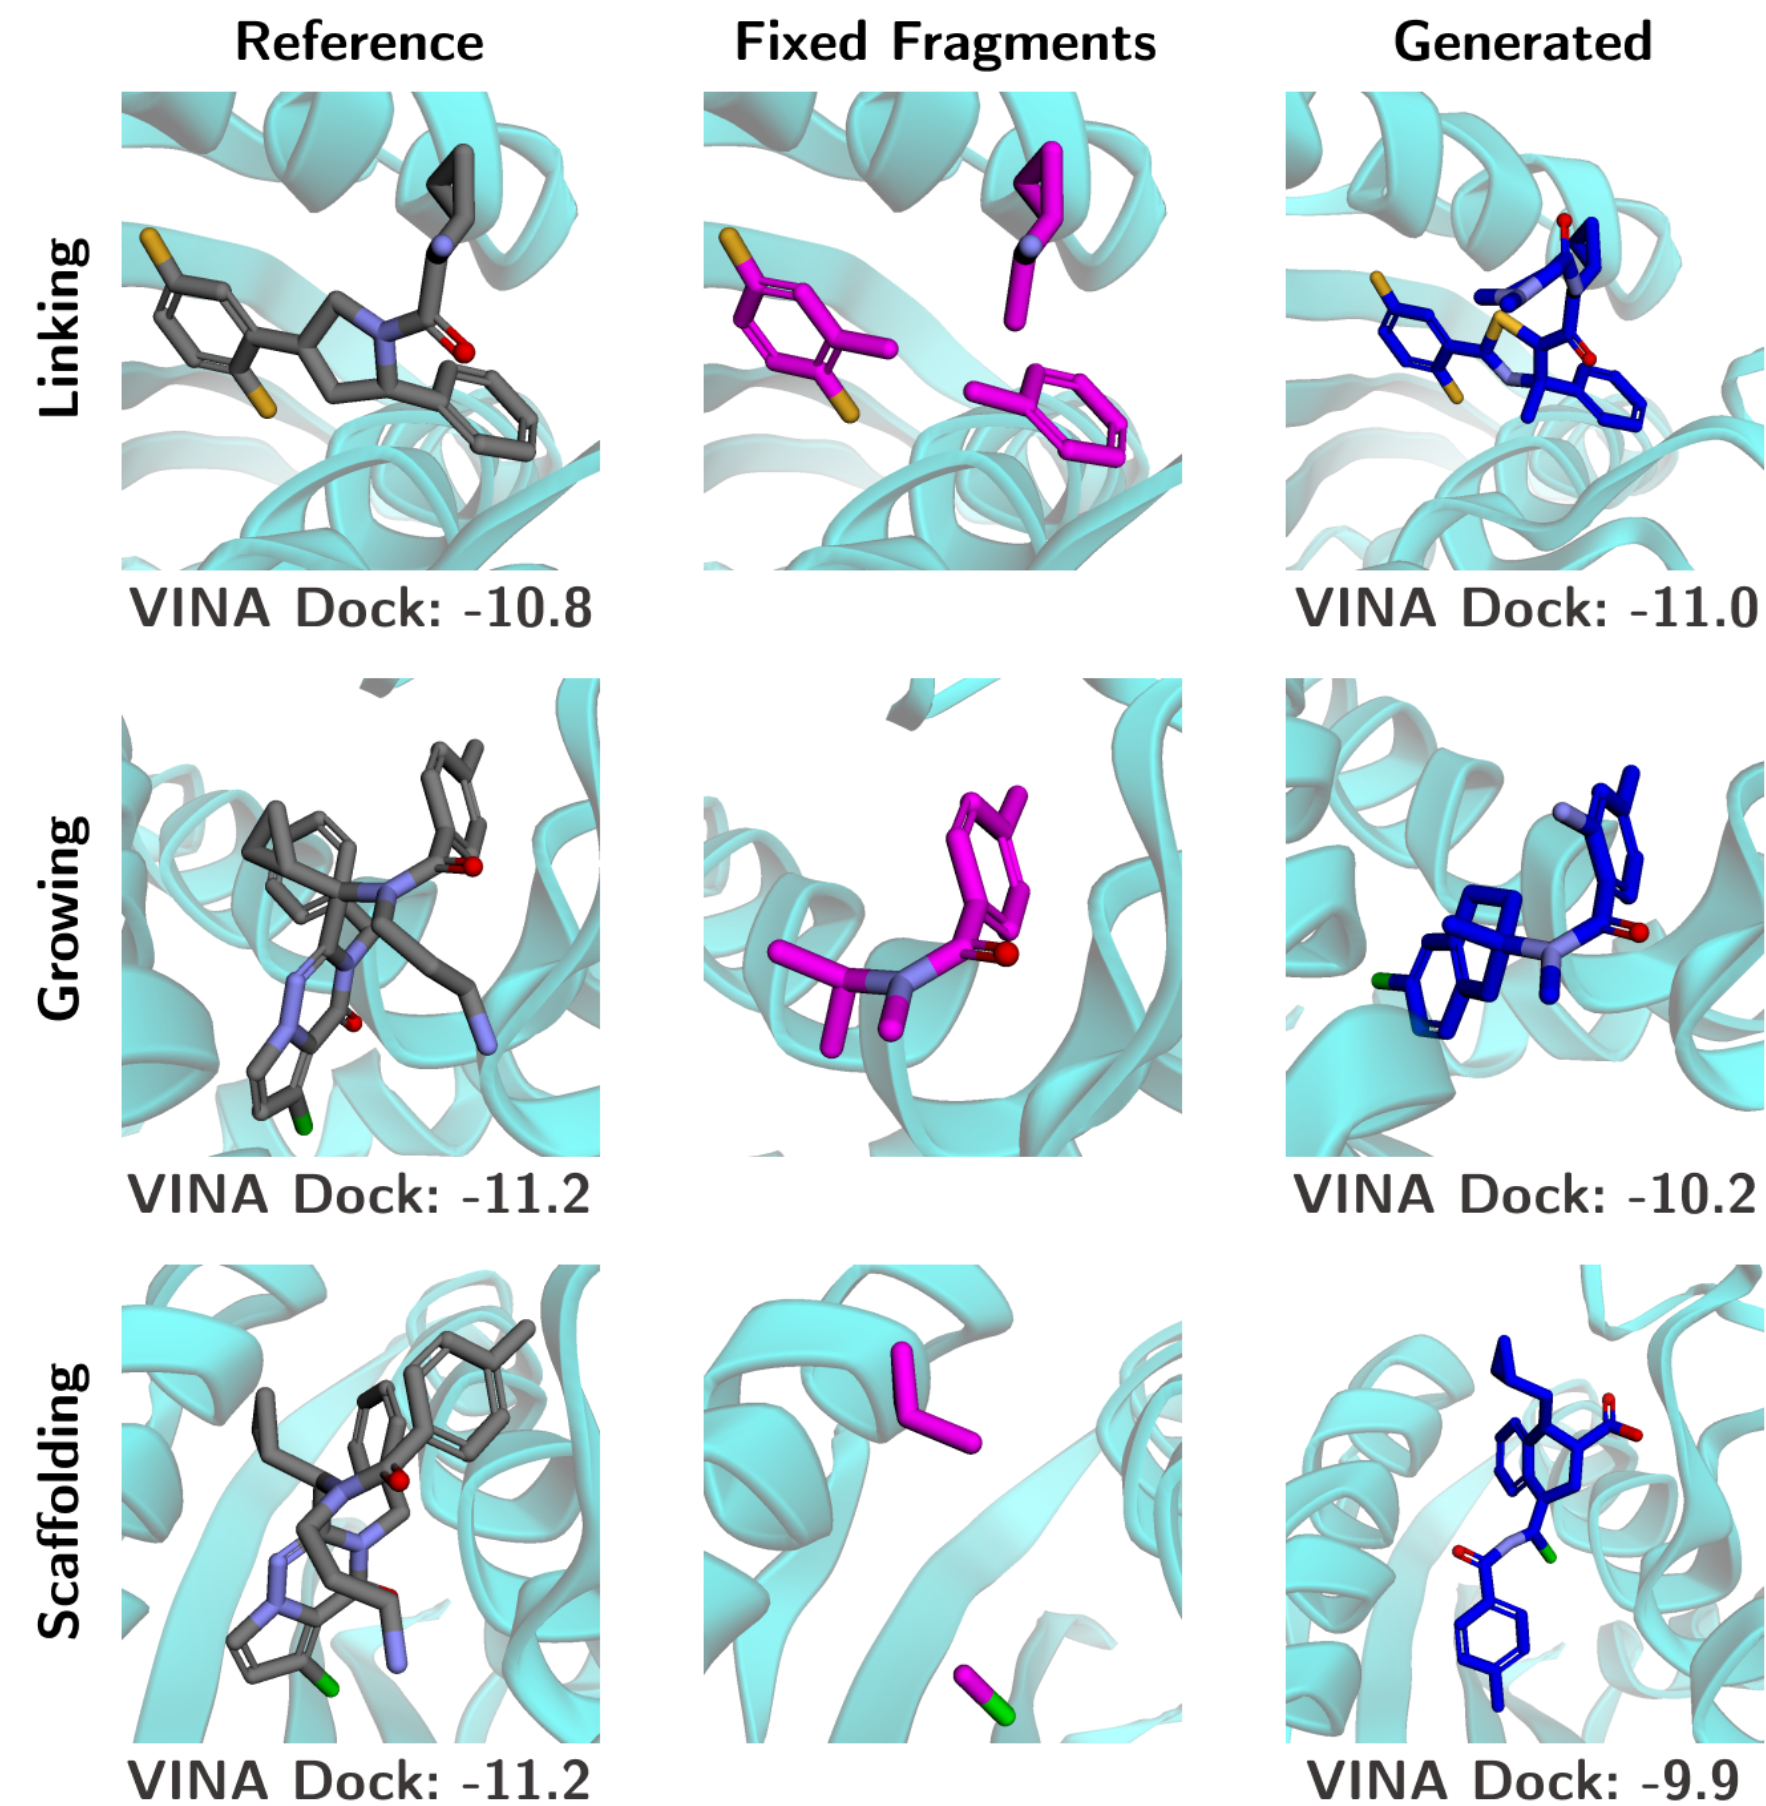 Reference Fixed Fragments Generated
Linking
VINA Dock: -10.8 VINA Dock: -11.0
Growing
VINA Dock: -11.2 VINA Dock: -10.2
Scaffolding
VINA Dock: -11.2 VINA Dock: -9.9